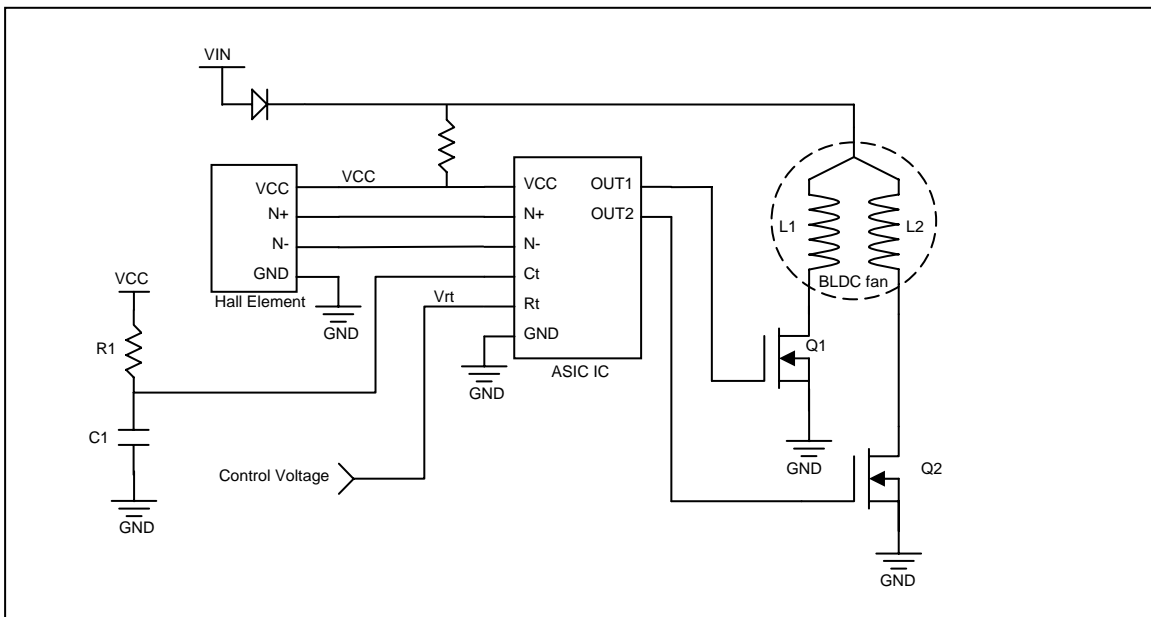 VIN
VCC
VCC
N+
N-
GND
Hall Element
GND
VCC
N+
N-
Ct
Rt
GND
OUT1
OUT2
ASIC IC
GND
Vrt
VCC
R1
C1
GND
Control Voltage
L1
L2
BLDC fan
Q1
GND
Q2
GND